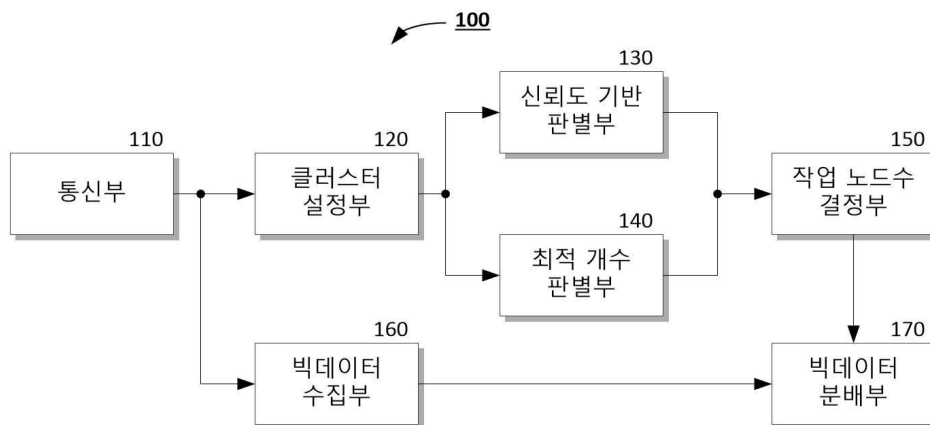 100
130
신뢰도 기반
판별부
110
통신부
120
클러스터
설정부
150
작업 노드수
결정부
140
최적 개수
판별부
160
빅데이터
수집부
170
빅데이터
분배부